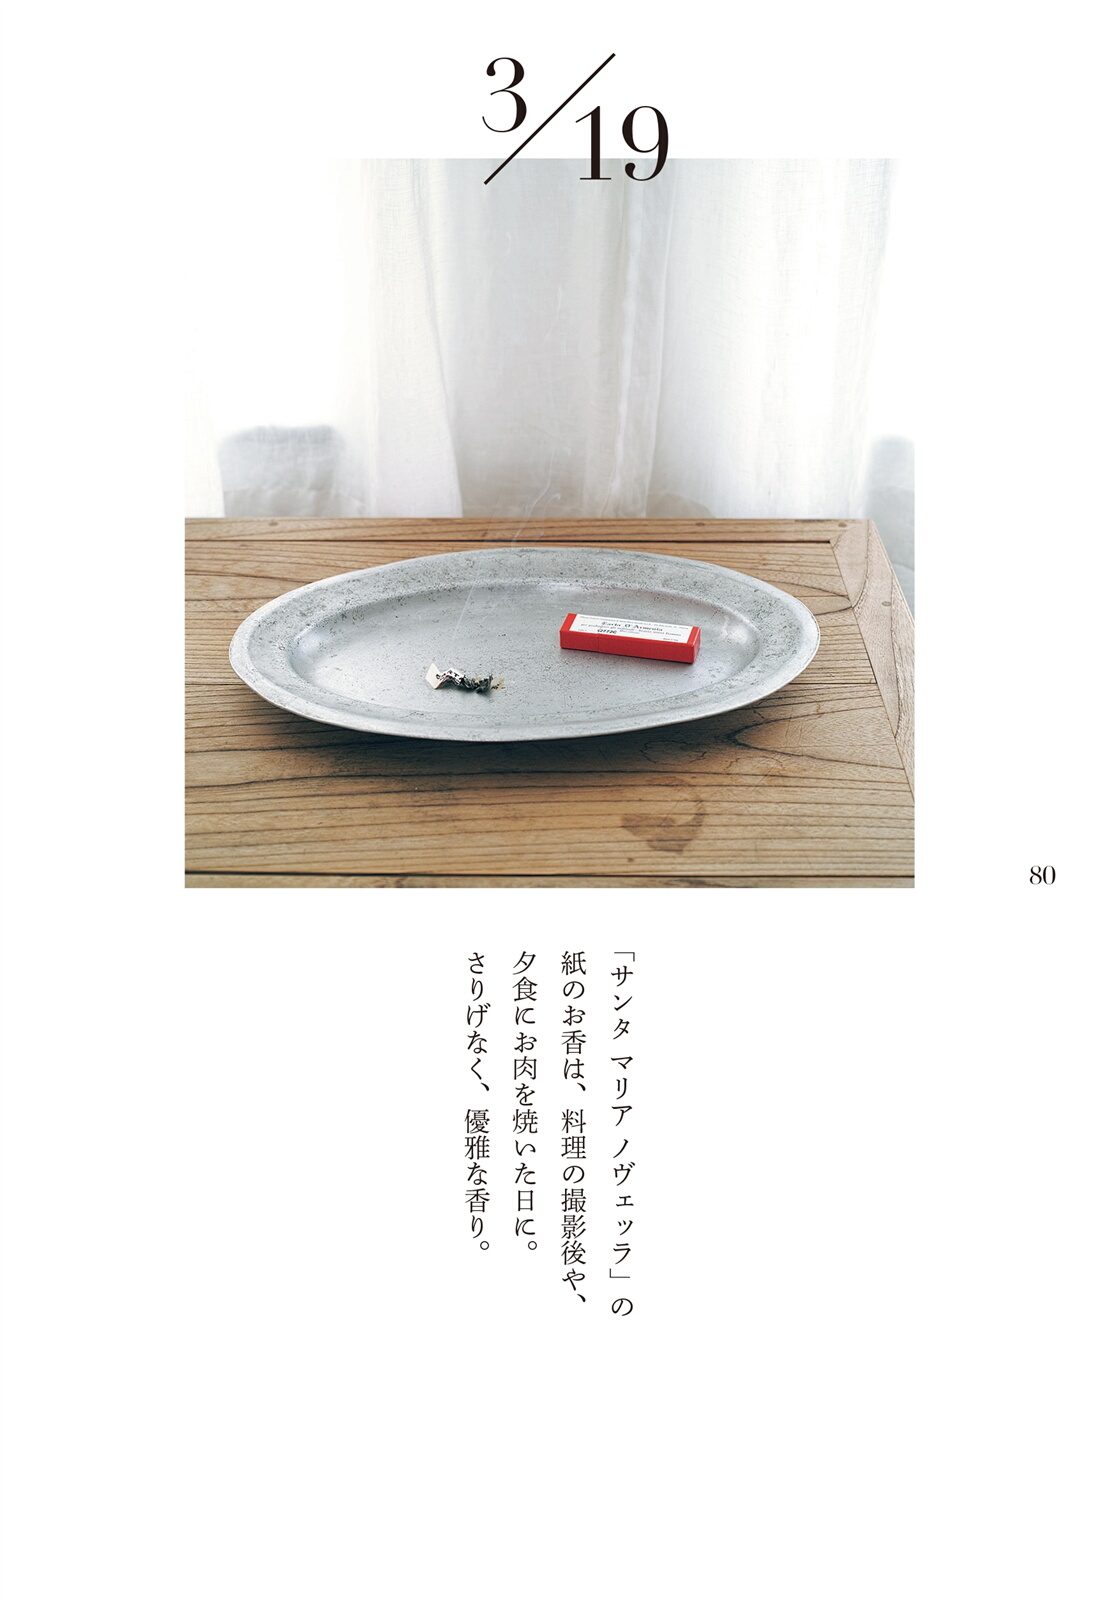 3/19
Carta d'Armenia
80
「サンタ マリア ノヴェッラ」の
紙のお香は、料理の撮影後や、
夕食にお肉を焼いた日に。
さりげなく、優雅な香り。